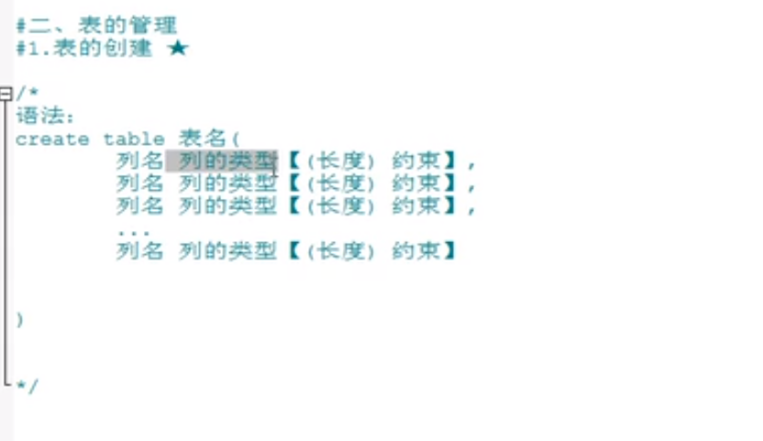 #二、表的管理
#1.表的创建 ★
/*
语法:
create table 表名(
列名 列的类型【(长度) 约束】,
列名 列的类型【(长度) 约束】,
列名 列的类型【(长度) 约束】,
...
列名 列的类型【(长度) 约束】
)
*/